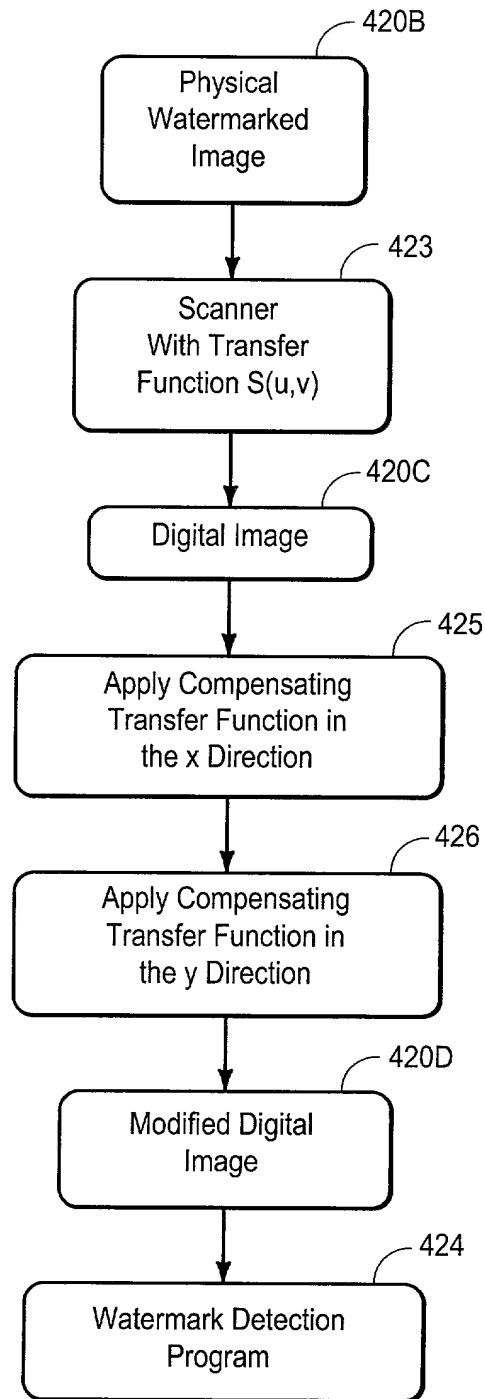 420B
Physical
Watermarked
Image
423
Scanner
With Transfer
Function S(u,v)
420C
Digital Image
425
Apply Compensating
Transfer Function in
the x Direction
426
Apply Compensating
Transfer Function in
the y Direction
420D
Modified Digital
Image
424
Watermark Detection
Program